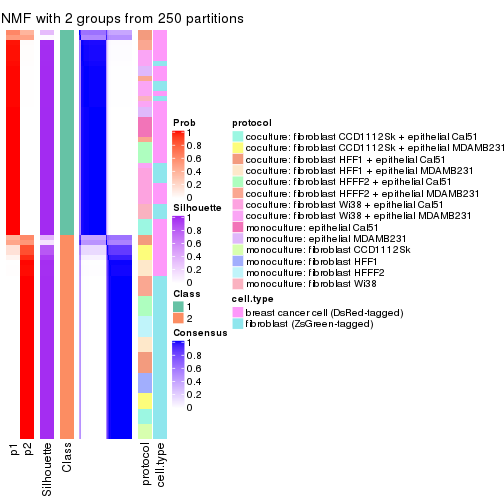 NMF with 2 groups from 250 partitions
Prob
1
0.8
0.6
0.4
0.2
0
Silhouette
1
0.8
0.6
0.4
0.2
0
Class
1
2
Consensus
1
0.8
0.6
0.4
0.2
0
protocol
coculture: fibroblast CCD1112Sk + epithelial Cal51
coculture: fibroblast CCD1112Sk + epithelial MDAMB231
coculture: fibroblast HFF1 + epithelial Cal51
coculture: fibroblast HFF1 + epithelial MDAMB231
coculture: fibroblast HFFF2 + epithelial Cal51
coculture: fibroblast HFFF2 + epithelial MDAMB231
coculture: fibroblast Wi38 + epithelial Cal51
coculture: fibroblast Wi38 + epithelial MDAMB231
monoculture: epithelial Cal51
monoculture: epithelial MDAMB231
monoculture: fibroblast CCD1112Sk
monoculture: fibroblast HFF1
monoculture: fibroblast HFFF2
monoculture: fibroblast Wi38
cell.type
breast cancer cell (DsRed-tagged)
fibroblast (ZsGreen-tagged)
p1
p2
Silhouette
Class
protocol
cell.type